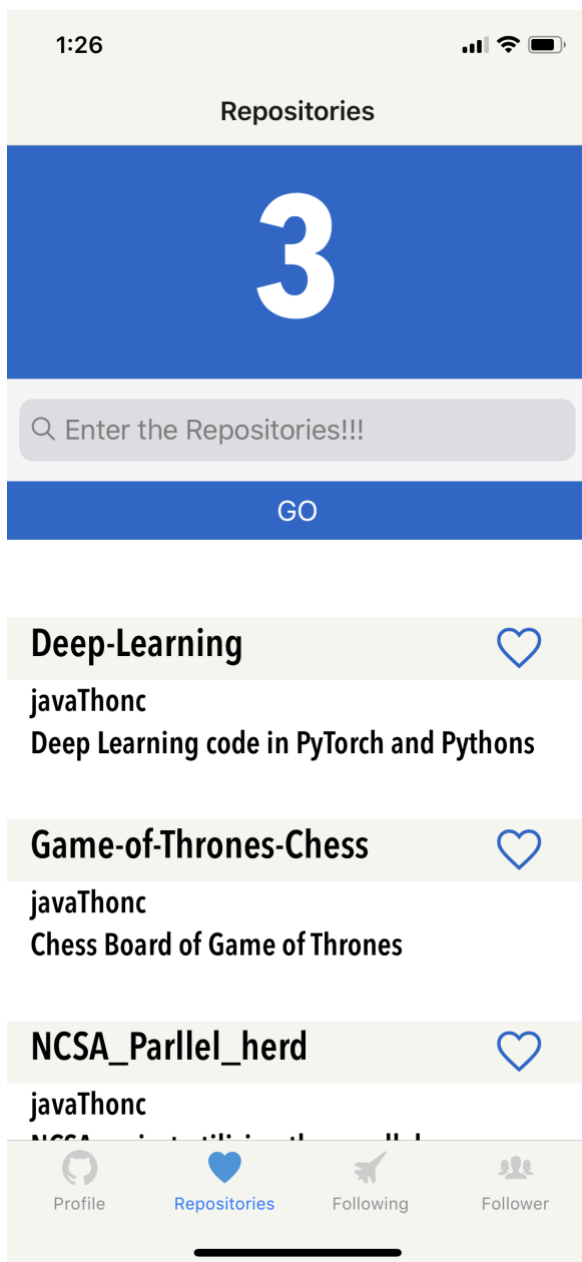 1:26
Repositories
3
Enter the Repositories!!!
GO
Deep-Learning
javaThonc
Deep Learning code in PyTorch and Pythons
Game-of-Thrones-Chess
javaThonc
Chess Board of Game of Thrones
NCSA_Parllel_herd
javaThonc
Profile Repositories Following Follower